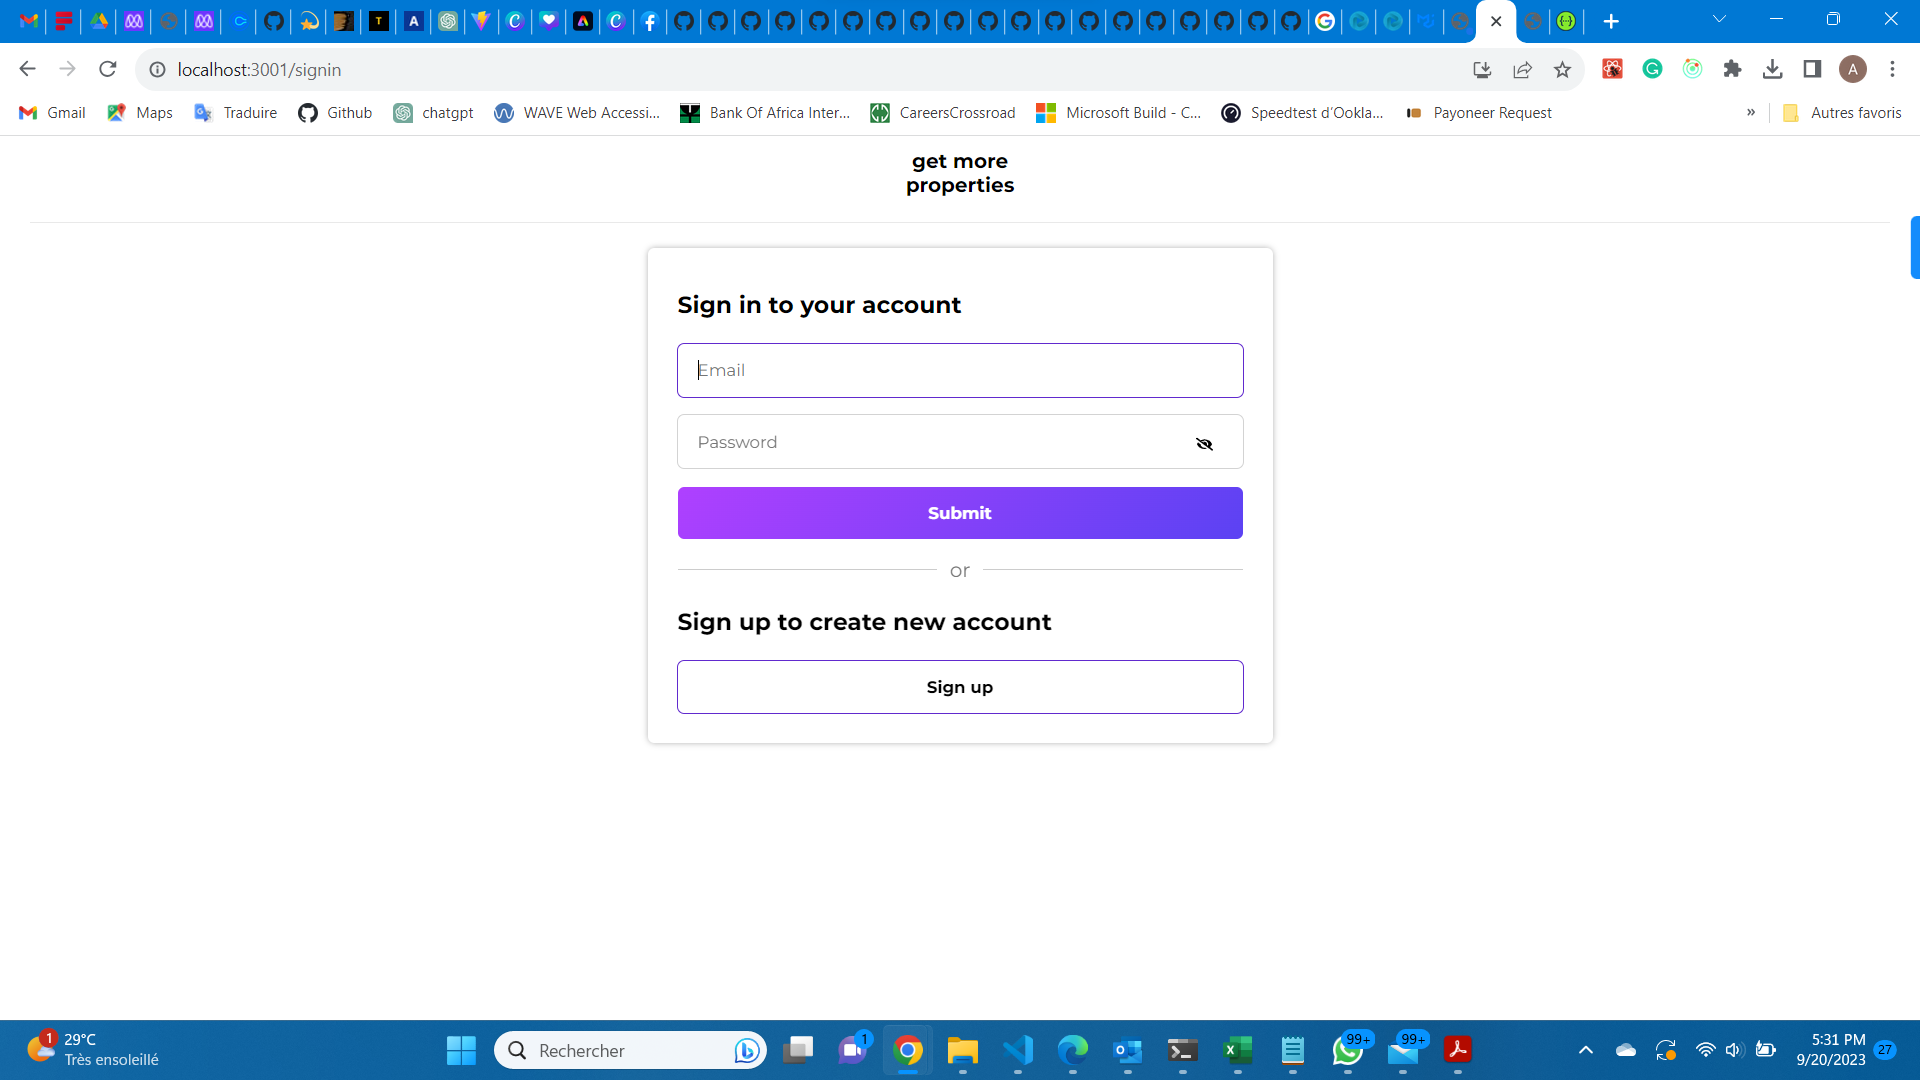 localhost:3001/signin
A
Gmail
Maps
Traduire
Github
chatgpt
WAVE Web Accessi...
Bank Of Africa Inter...
CareersCrossroad
Microsoft Build - C...
Speedtest d'Ookla...
Payoneer Request
»
Autres favoris
get more
properties
Sign in to your account
Email
Password
Submit
or
Sign up to create new account
Sign up
1
29°C
Très ensoleillé
Rechercher
1
99+
99+
5:31 PM
9/20/2023
27